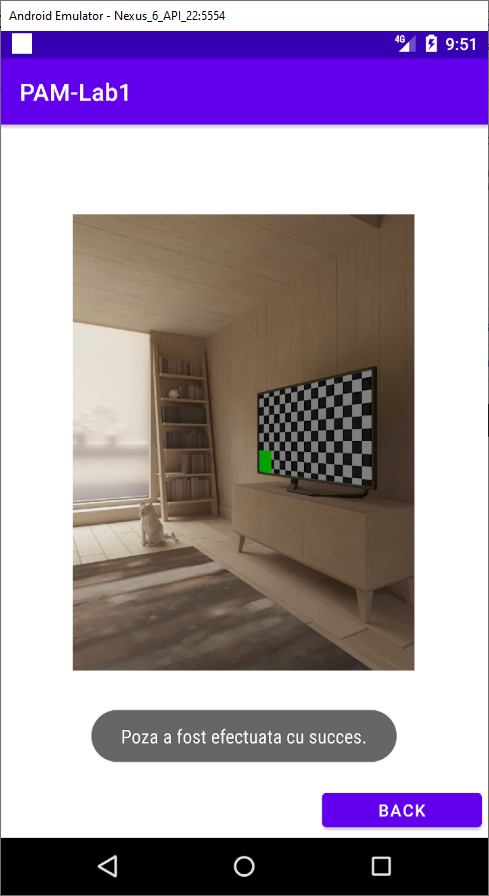 Android Emulator - Nexus_6_API_22:5554
4G 9:51
PAM-Lab1
Poza a fost efectuata cu succes.
BACK